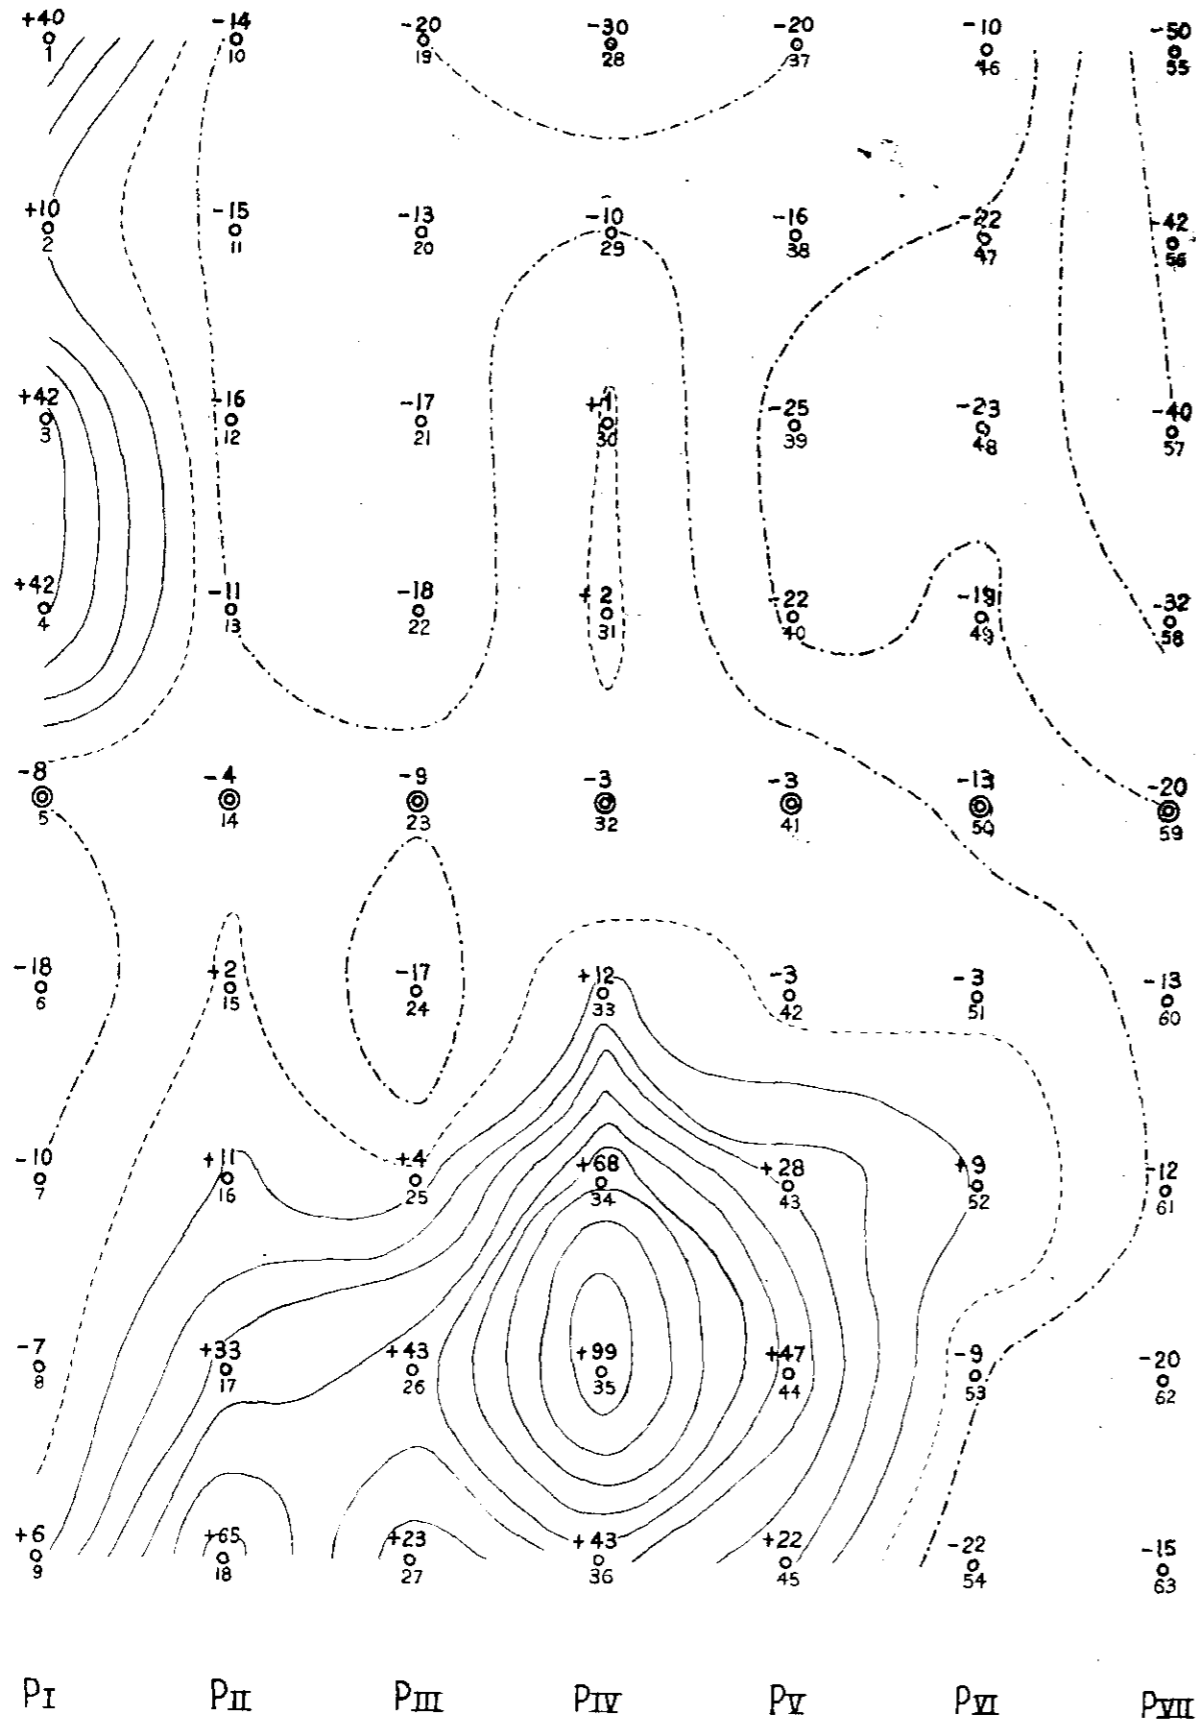 +40 -14 -20 -30 -20 -10 -50
1 10 19 28 37 46 55
+10 -15 -13 -10 -16 -22 -42
2 11 20 29 38 47 56
+42 -16 -17 +1 -25 -23 -40
3 12 21 30 39 48 57
+42 -11 -18 +2 -22 -19 -32
4 13 22 31 40 49 58
-8 -4 -9 -3 -3 -13 -20
5 14 23 32 41 50 59
-18 +2 -17 +12 -3 -3 -13
6 15 24 33 42 51 60
-10 +11 +4 +68 +28 +9 -12
7 16 25 34 43 52 61
-7 +33 +43 +99 +47 -9 -20
8 17 26 35 44 53 62
+6 +65 +23 +43 +22 -22 -15
9 18 27 36 45 54 63
PI PII PIII PIV PV PVI PVII